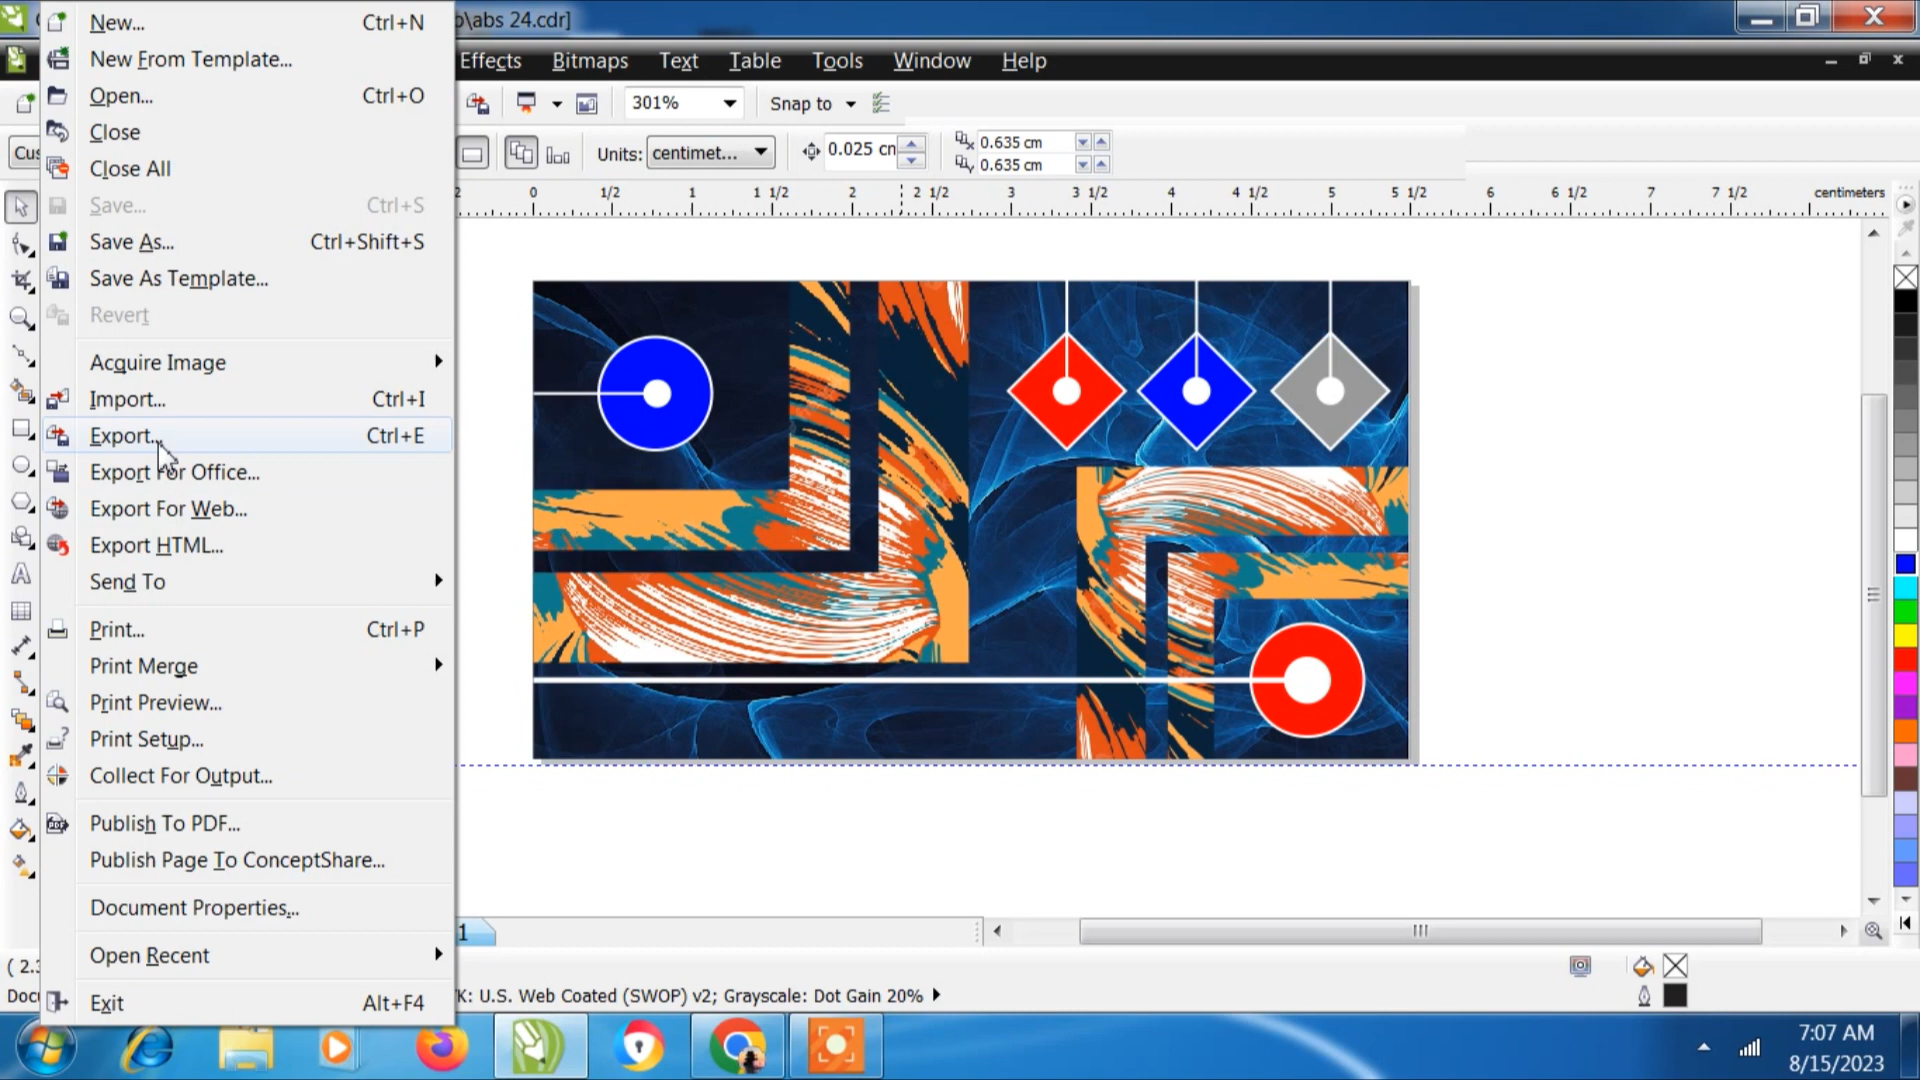 b\abs 24.cdr]
New... Ctrl+N
New From Template...
Open... Ctrl+O
Close
Close All
Save... Ctrl+S
Save As... Ctrl+Shift+S
Save As Template...
Revert
Acquire Image
Import... Ctrl+I
Export... Ctrl+E
Export For Office...
Export For Web...
Export HTML...
Send To
Print... Ctrl+P
Print Merge
Print Preview...
Print Setup...
Collect For Output...
Publish To PDF...
Publish Page To ConceptShare...
Document Properties...
Open Recent
Exit Alt+F4
Effects Bitmaps Text Table Tools Window Help
301% Snap to
Cus Units: centimet... 0.025 cn 0.635 cm
0.635 cm
2 0 1/2 1 1 1/2 2 2 1/2 3 3 1/2 4 4 1/2 5 5 1/2 6 6 1/2 7 7 1/2 centimeters
1
( 2.3
Docu K: U.S. Web Coated (SWOP) v2; Grayscale: Dot Gain 20%
7:07 AM
8/15/2023